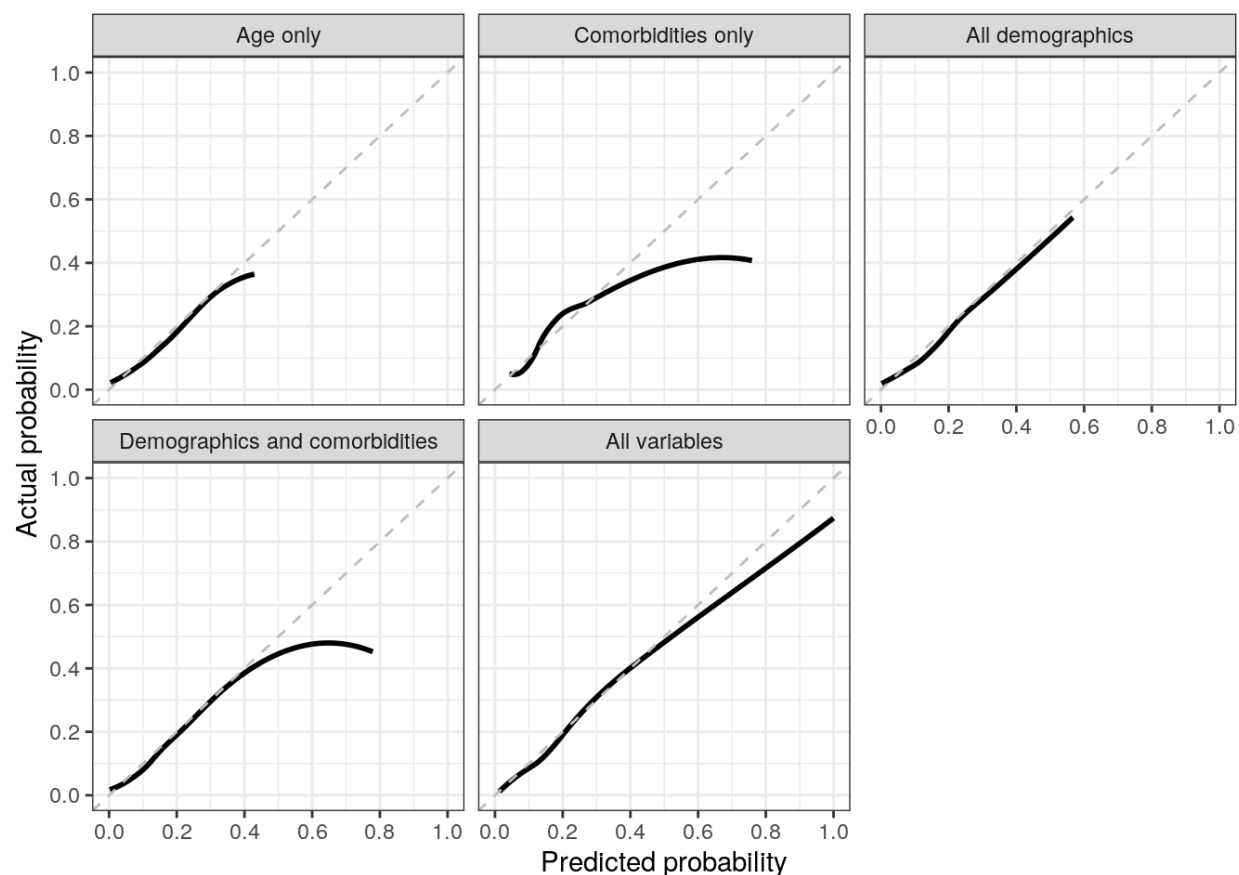 Age only
Comorbidities only
All demographics
1.0
0.8
0.6
0.4
0.2
0.0
0.0 0.2 0.4 0.6 0.8 1.0
Actual probability
Demographics and comorbidities
All variables
1.0
0.8
0.6
0.4
0.2
0.0
0.0 0.2 0.4 0.6 0.8 1.0
0.0 0.2 0.4 0.6 0.8 1.0
Predicted probability